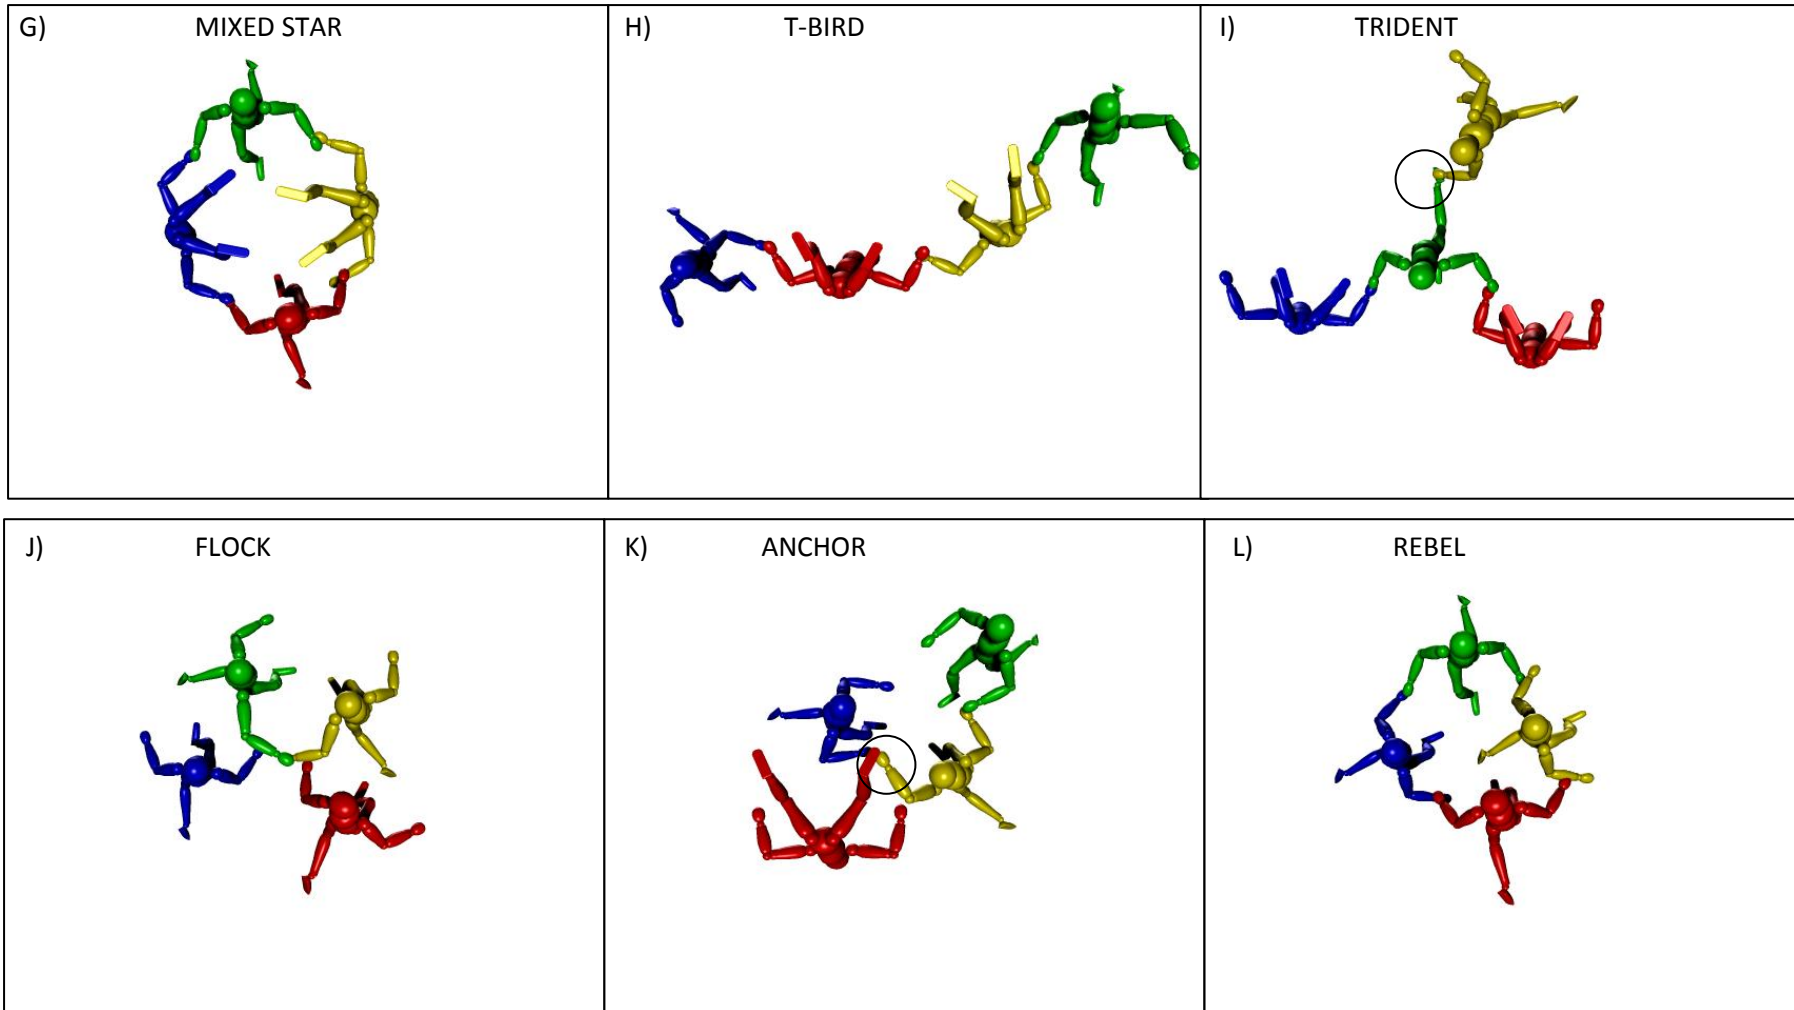 G) MIXED STAR
H) T-BIRD
I) TRIDENT
J) FLOCK
K) ANCHOR
L) REBEL